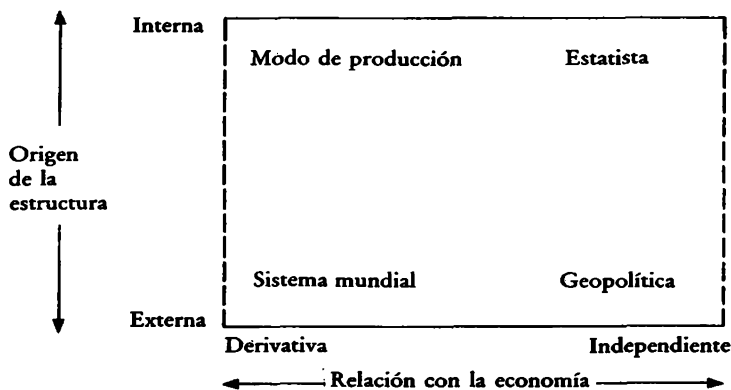 Interna
Modo de producción Estatista
Origen
de la
estructura
Sistema mundial Geopolítica
Externa
Derivativa Independiente
Relación con la economía